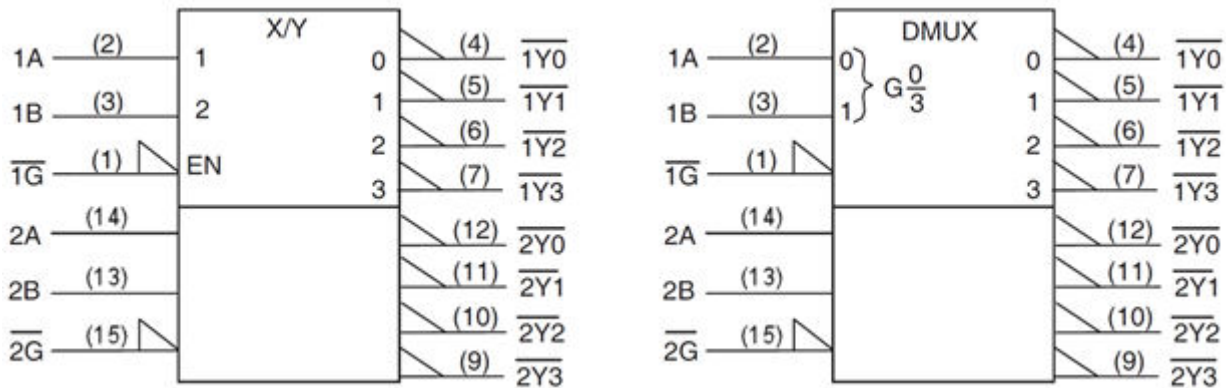 X/Y
1A (2) 1 0 (4) 1Y0
(5) 1Y1
1B (3) 2 1
2 (6) 1Y2
1G (1) EN
3 (7) 1Y3
2A (14)
(12) 2Y0
2B (13) (11) 2Y1
(10) 2Y2
2G (15)
(9) 2Y3
DMUX
1A (2) 0 0 (4) 1Y0
G 0/3
(5) 1Y1
1B (3) 1 1
2 (6) 1Y2
1G (1)
3 (7) 1Y3
2A (14)
(12) 2Y0
2B (13) (11) 2Y1
(10) 2Y2
2G (15)
(9) 2Y3